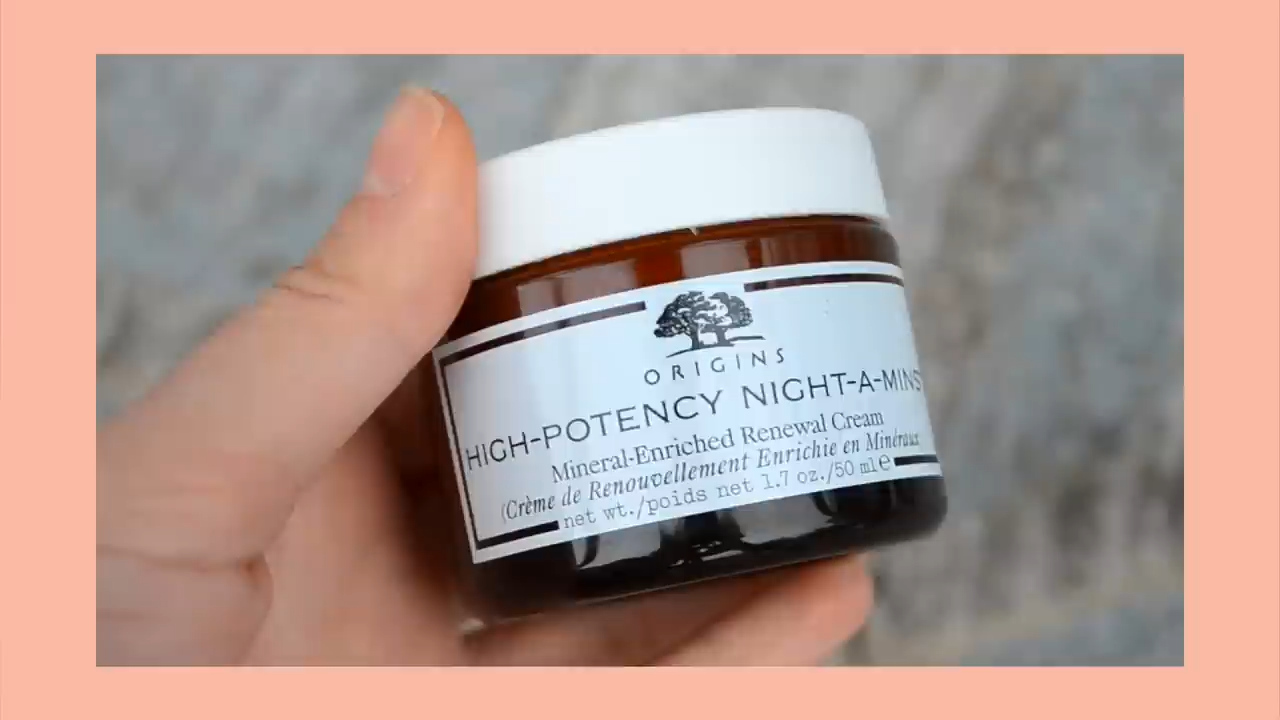 ORIGINS
HIGH-POTENCY NIGHT-A-MINS
Mineral-Enriched Renewal Cream
(Crème de Renouvellement Enrichie en Minéraux
net wt./poids net 1.7 oz./50 ml℮